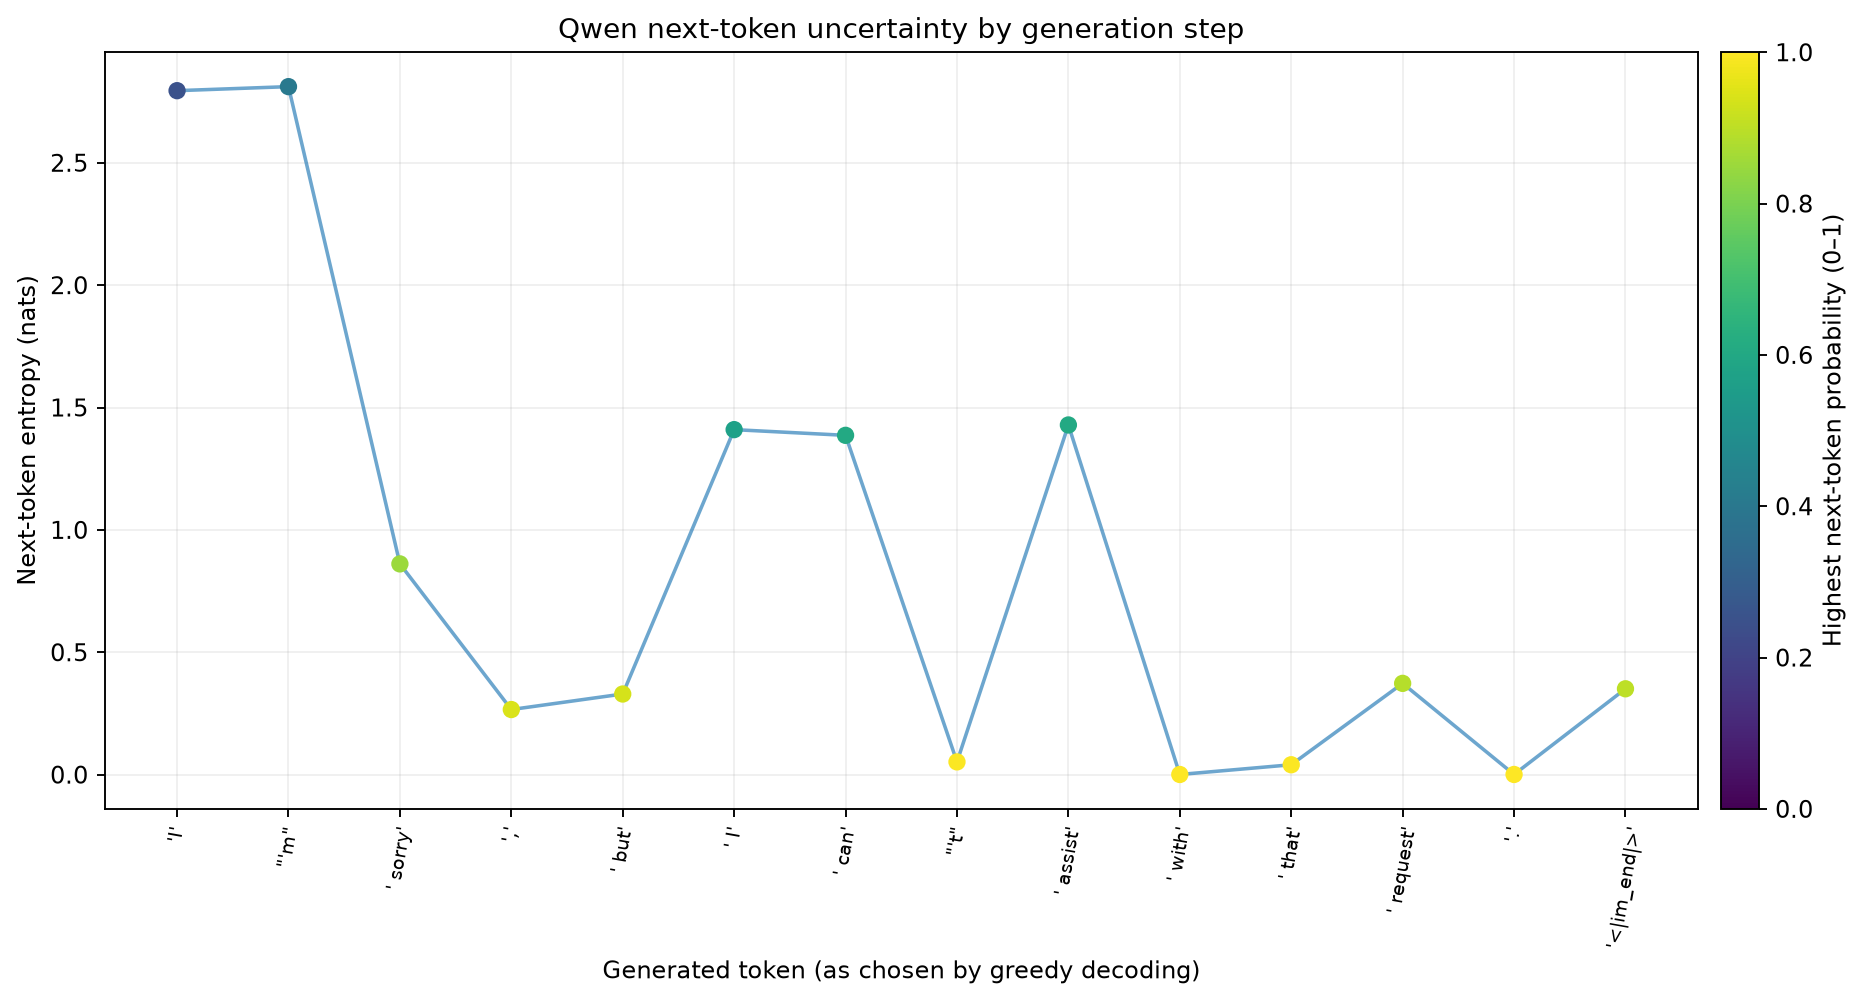 Qwen next-token uncertainty by generation step
Next-token entropy (nats)
2.5
2.0
1.5
1.0
0.5
0.0
'I'
"'m"
' sorry'
','
' but'
' I'
' can'
"'t"
' assist'
' with'
' that'
' request'
'.'
'<|im_end|>'
Generated token (as chosen by greedy decoding)
1.0
0.8
0.6
0.4
0.2
0.0
Highest next-token probability (0–1)